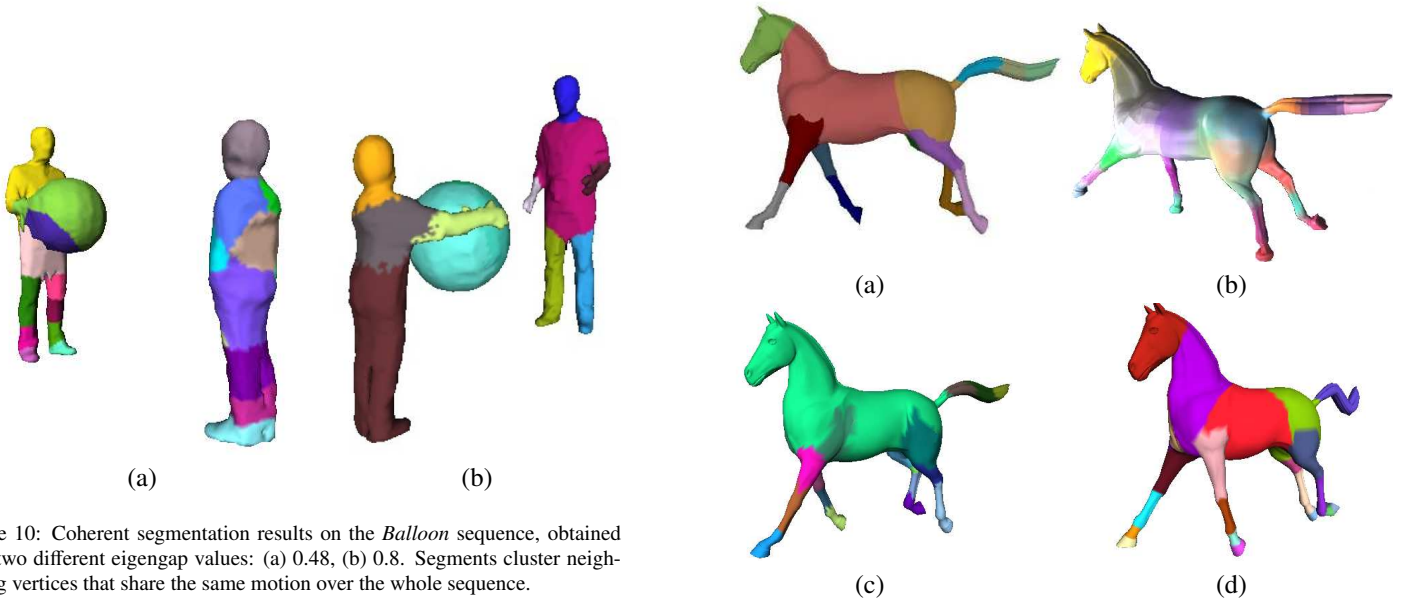 (a)
(b)
e 10: Coherent segmentation results on the Balloon sequence, obtained
two different eigengap values: (a) 0.48, (b) 0.8. Segments cluster neigh-
g vertices that share the same motion over the whole sequence.
(a)
(b)
(c)
(d)